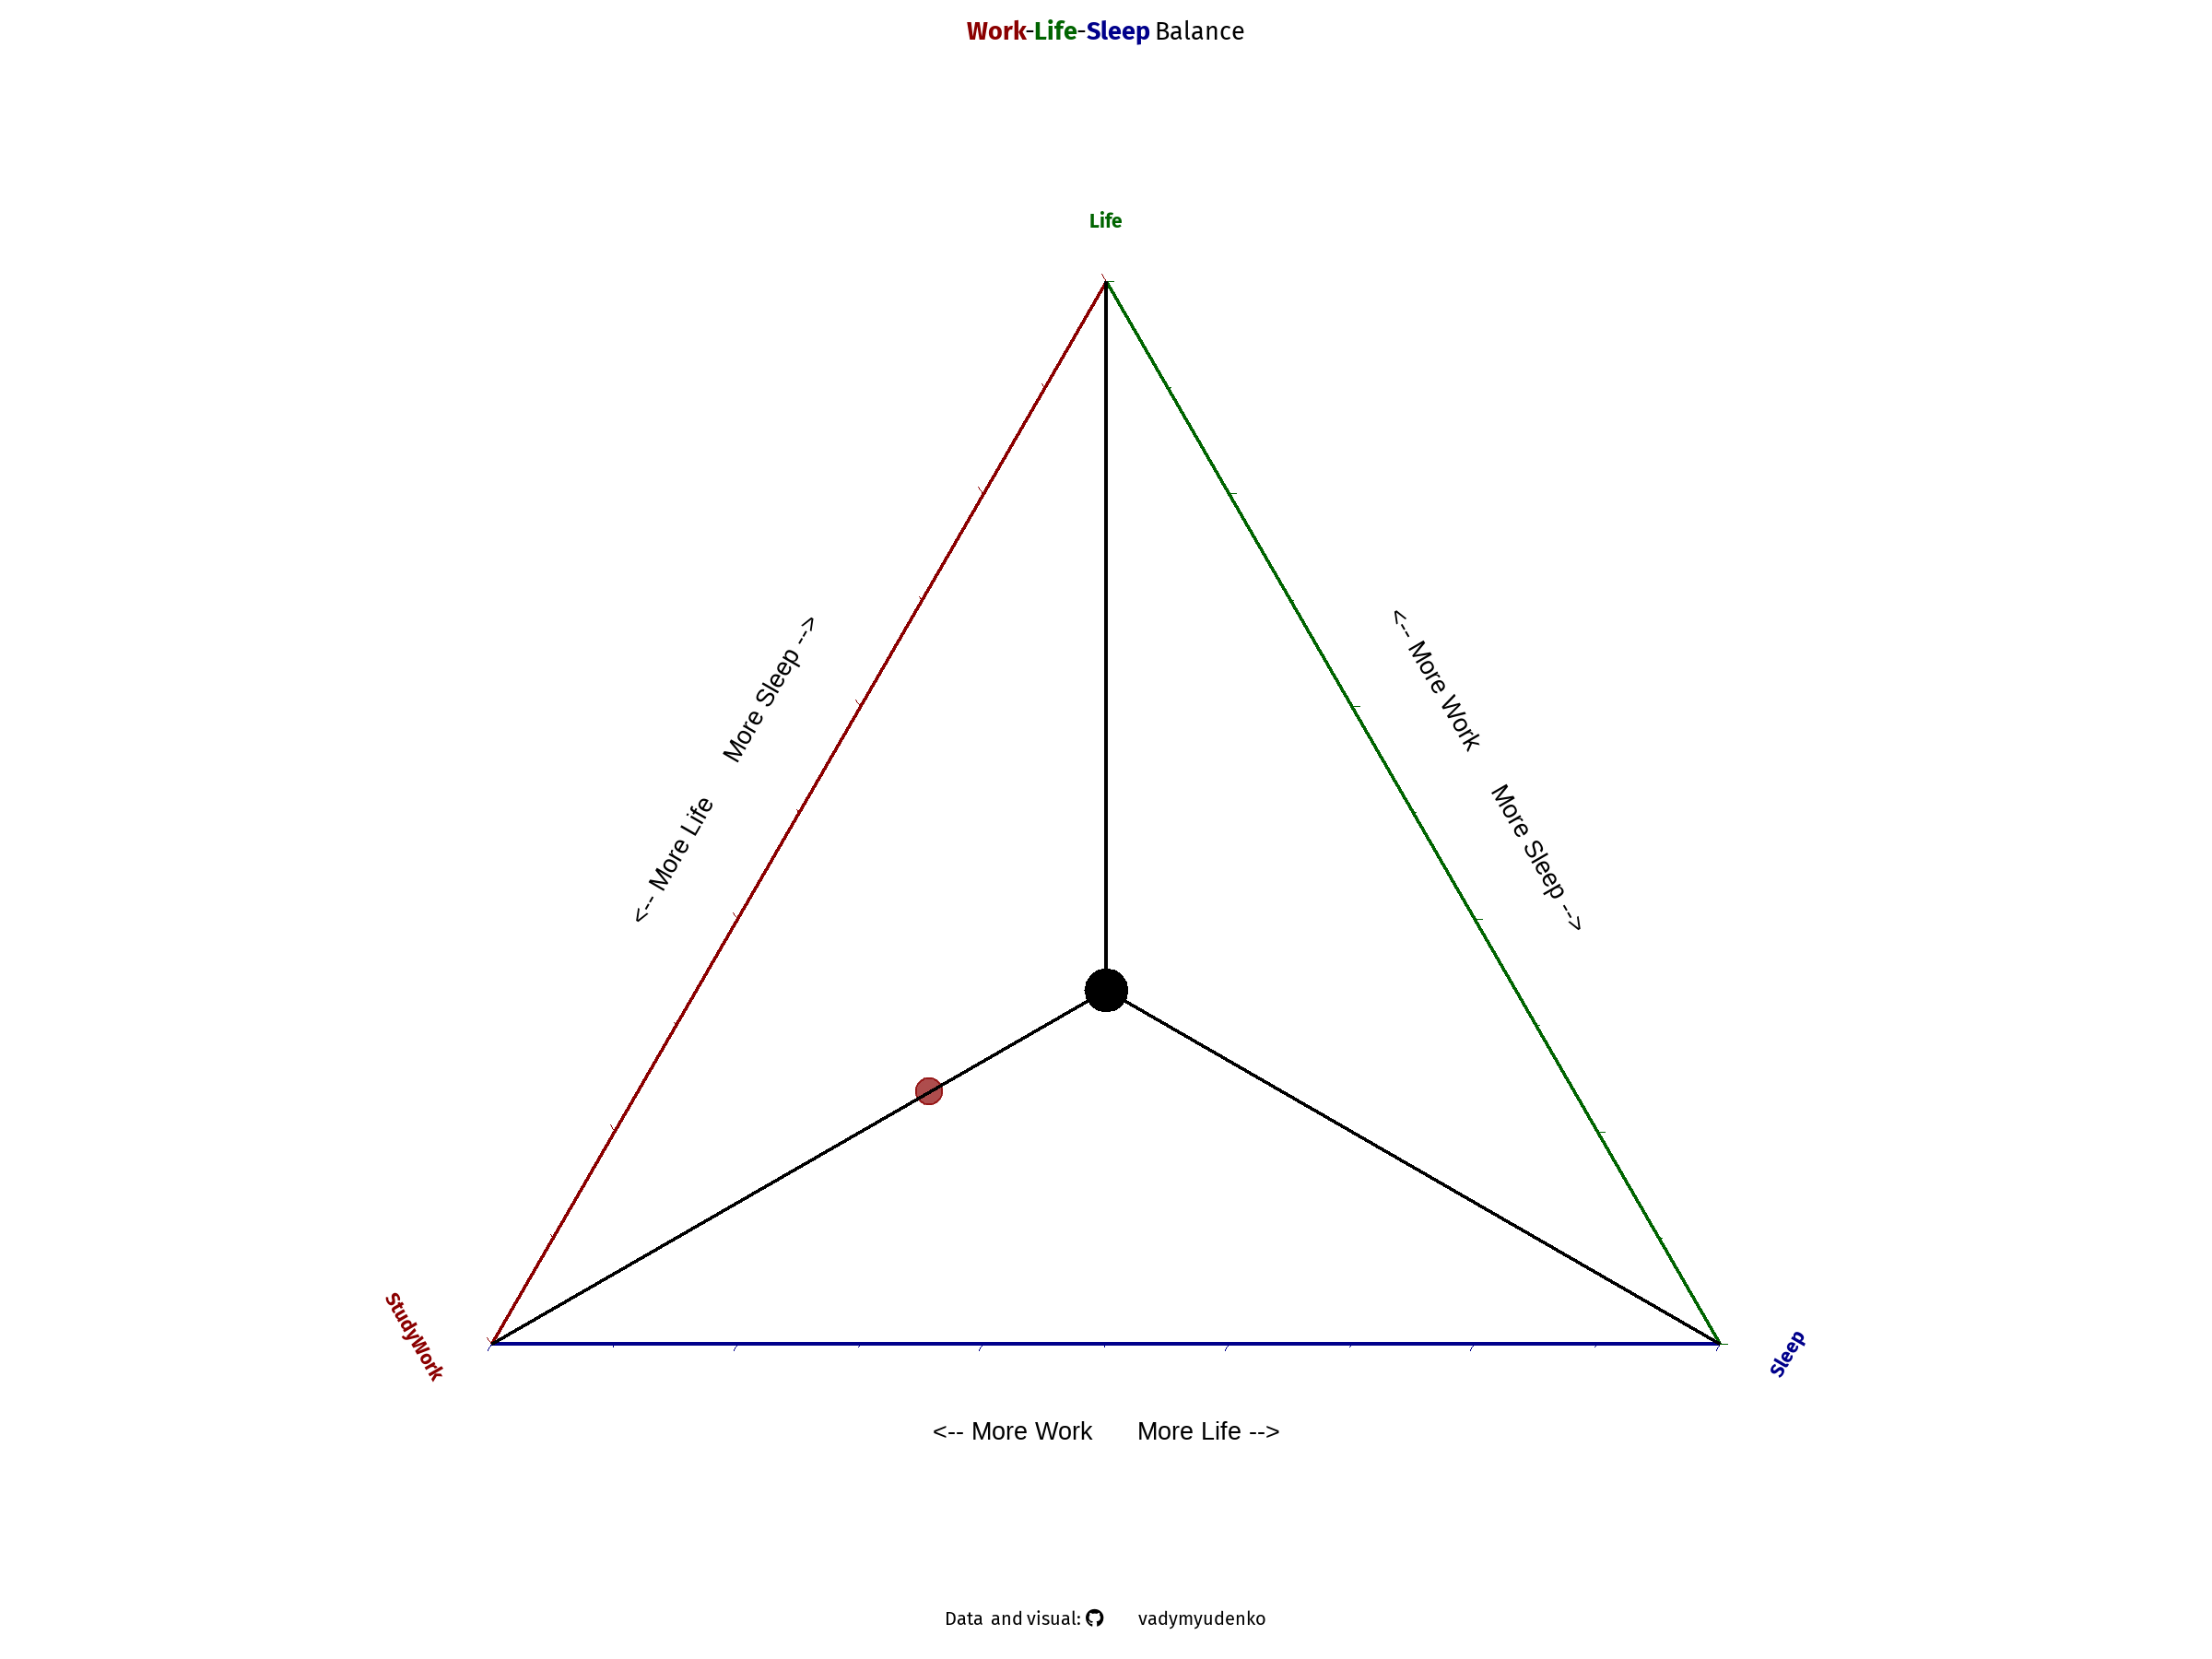 Work-Life-Sleep Balance
Life
<-- More Life More Sleep -->
<-- More Work More Sleep -->
StudyWork
Sleep
<-- More Work More Life -->
Data and visual: vadymyudenko